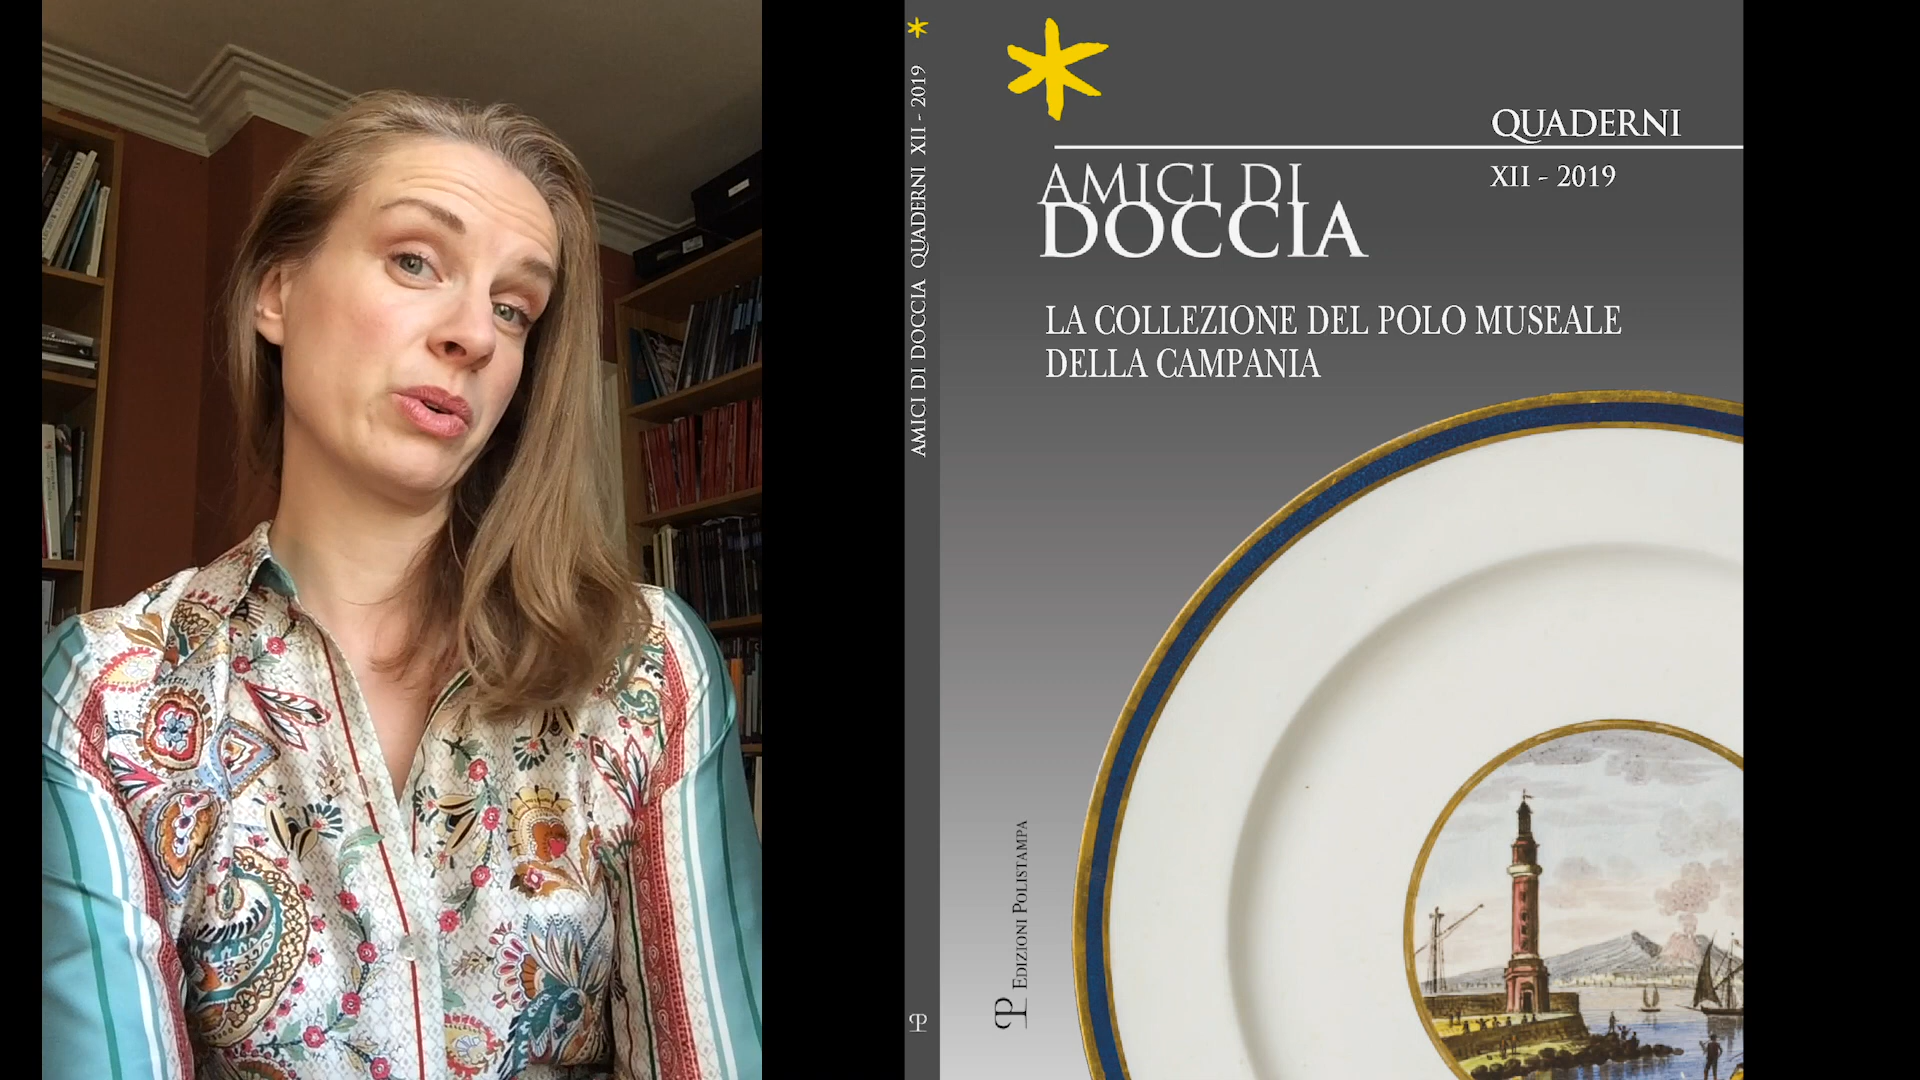 AMICI DI DOCCIA QUADERNI XII - 2019
QUADERNI
XII - 2019
AMICI DI
DOCCIA
LA COLLEZIONE DEL POLO MUSEALE
DELLA CAMPANIA
EDIZIONI POLISTAMPA